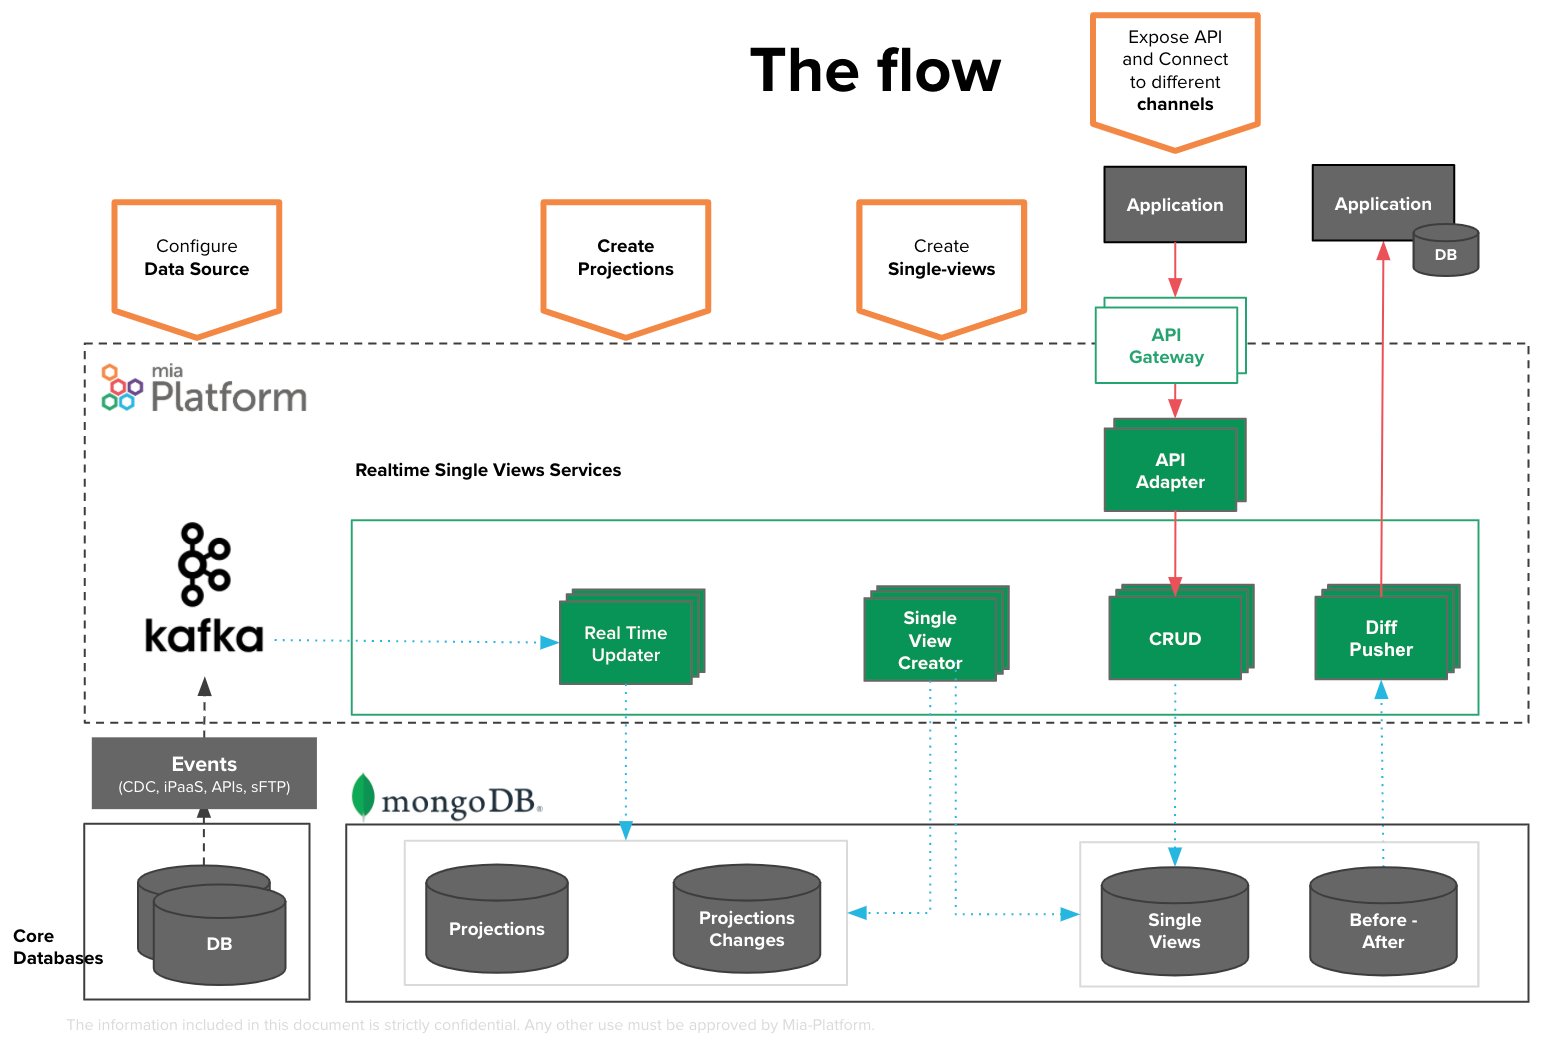 The flow
Expose API
and Connect
to different
channels
Application
Application
DB
Configure
Data Source
Create
Projections
Create
Single-views
API
Gateway
mia
Platform
API
Adapter
Realtime Single Views Services
kafka
Real Time
Updater
Single
View
Creator
CRUD
Diff
Pusher
Events
(CDC, iPaaS, APIs, sFTP)
mongoDB®
Core
Databases
DB
Projections
Projections
Changes
Single
Views
Before -
After
The information included in this document is strictly confidential. Any other use must be approved by Mia-Platform.